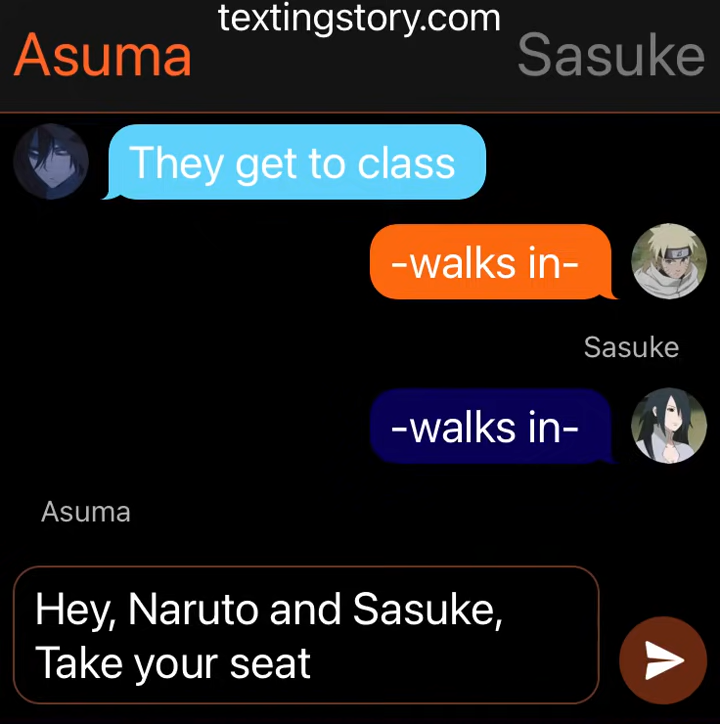 textingstory.com
Asuma
Sasuke
They get to class
-walks in-
Sasuke
-walks in-
Asuma
Hey, Naruto and Sasuke,
Take your seat